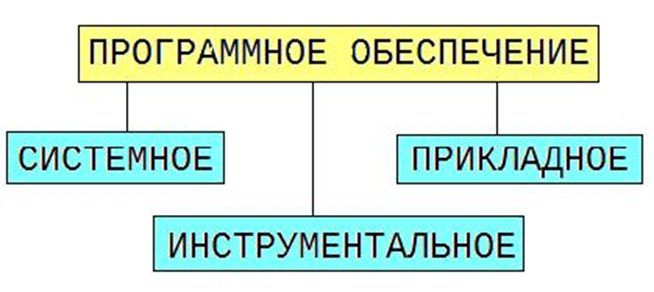 ПРОГРАММНОЕ ОБЕСПЕЧЕНИЕ
СИСТЕМНОЕ
ПРИКЛАДНОЕ
ИНСТРУМЕНТАЛЬНОЕ